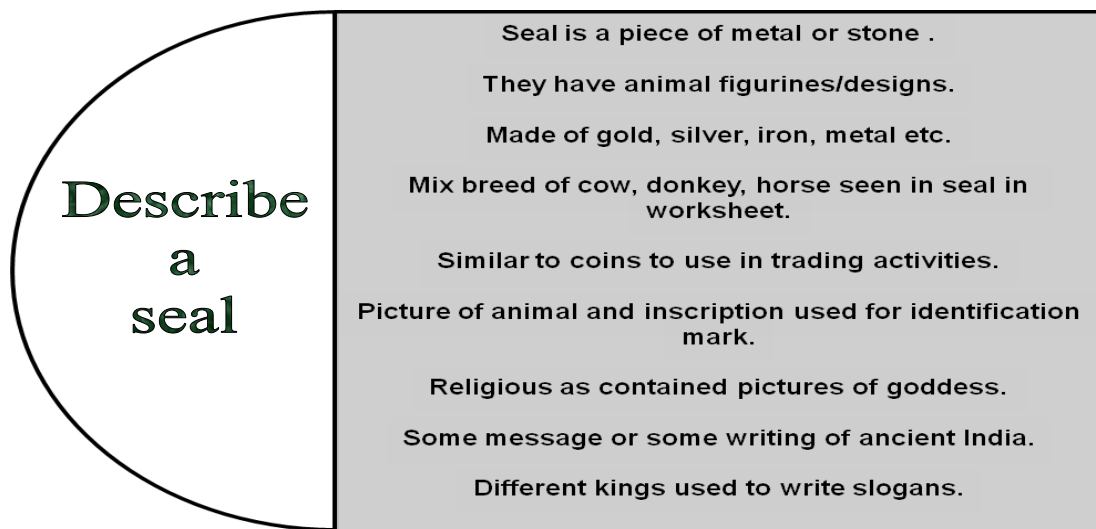 Describe
a
seal
Seal is a piece of metal or stone .
They have animal figurines/designs.
Made of gold, silver, iron, metal etc.
Mix breed of cow, donkey, horse seen in seal in
worksheet.
Similar to coins to use in trading activities.
Picture of animal and inscription used for identification
mark.
Religious as contained pictures of goddess.
Some message or some writing of ancient India.
Different kings used to write slogans.